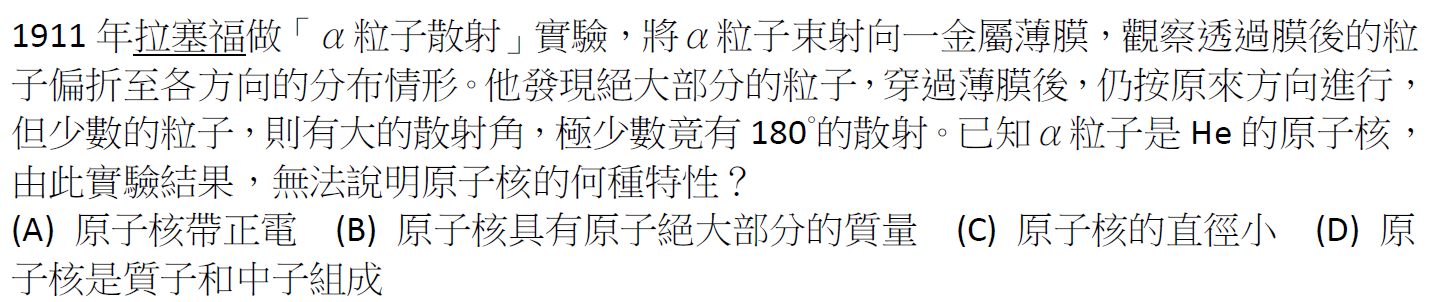 1911 年拉塞福做「α粒子散射」實驗，將α粒子束射向一金屬薄膜，觀察透過膜後的粒
子偏折至各方向的分布情形。他發現絕大部分的粒子，穿過薄膜後，仍按原來方向進行，
但少數的粒子，則有大的散射角，極少數竟有 180°的散射。已知α粒子是 He 的原子核，
由此實驗結果，無法說明原子核的何種特性？
(A) 原子核帶正電 (B) 原子核具有原子絕大部分的質量 (C) 原子核的直徑小 (D) 原
子核是質子和中子組成